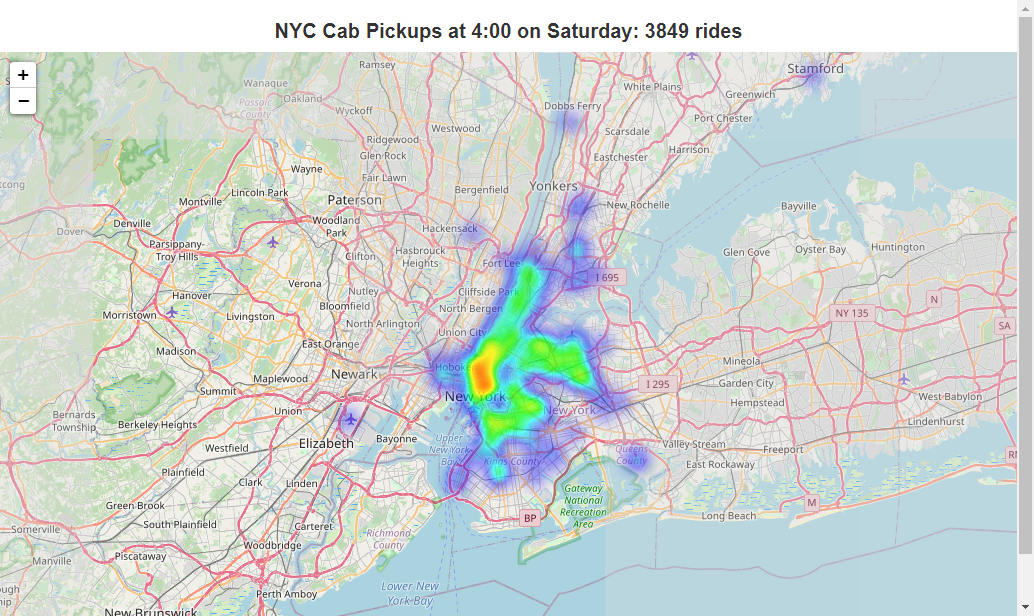 NYC Cab Pickups at 4:00 on Saturday: 3849 rides
+
−
Ramsey
Stamford
Wanaque
White Plains
Greenwich
Oakland
Passaic
County
Wyckoff
Dobbs Ferry
Port Chester
Westwood
Scarsdale
Ridgewood
Harrison
Glen Rock
Eastchester
Wayne
Fair Lawn
Lincoln Park
Bergenfield
Yonkers
Paterson
Montville
New Rochelle
Bayville
Denville
Woodland
Park
Dover
Hackensack
Parsippany-
Troy Hills
Clifton
Hasbrouck
Heights
Glen Cove
Oyster Bay
Huntington
Fort Lee
I 695
Verona
Nutley
Cliffside Park
Hanover
Bloomfield
North Bergen
N
Morristown
Livingston
North Arlington
NY 135
SA
Union City
East Orange
Madison
Mineola
Newark
Hoboken
Maplewood
I 295
Garden City
Summit
New York
West Babylon
Hempstead
Union
New York
Bernards
Township
Berkeley Heights
Lindenhurst
Elizabeth
Bayonne
Upper
New York
Bay
Valley Stream
Freeport
Westfield
Queens
County
Kings County
East Rockaway
Plainfield
Clark
Linden
Gateway
National
Recreation
Area
M
Green Brook
BP
Long Beach
South Plainfield
Carteret
Somerville
Richmond
County
Woodbridge
Piscataway
Manville
Lower New
York Bay
Perth Amboy
New Brunswick